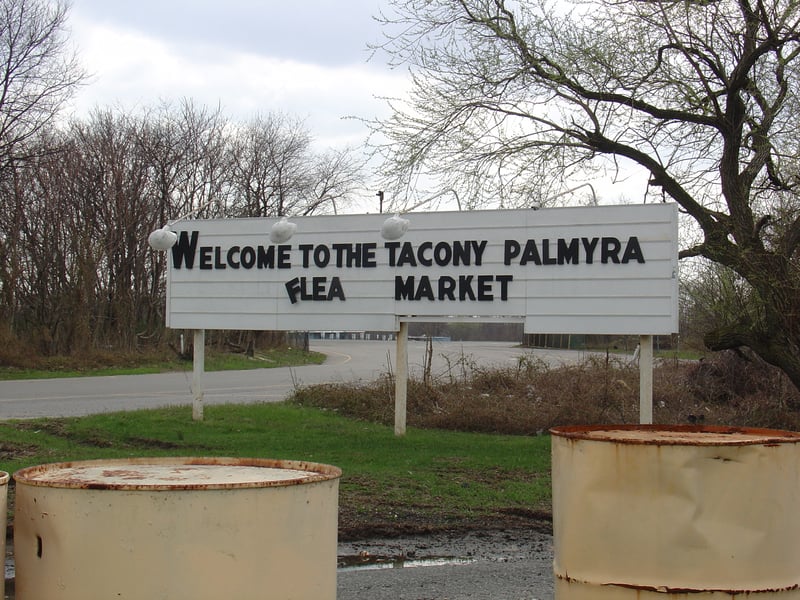 WELCOME TO THE TACONY PALMYRA
FLEA MARKET